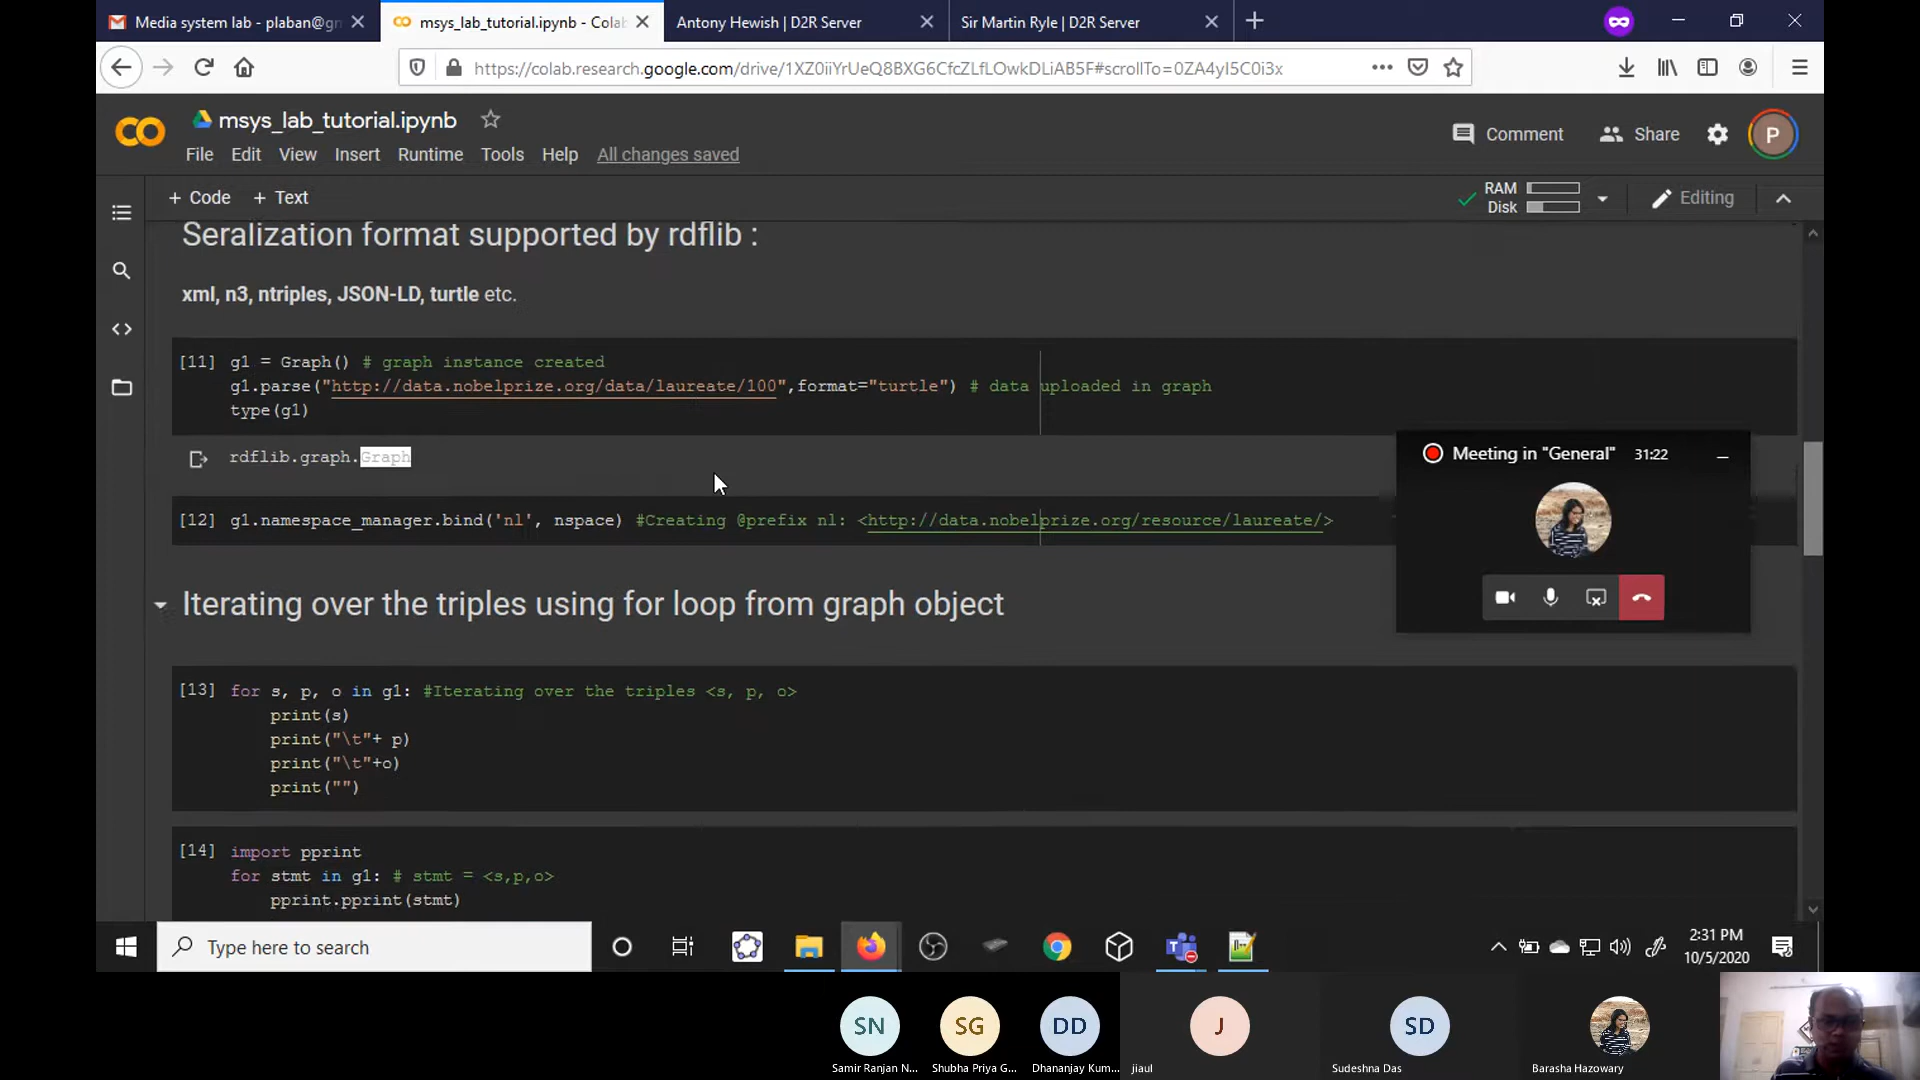 Media system lab - plaban@gm
msys_lab_tutorial.ipynb - Colab
Antony Hewish | D2R Server
Sir Martin Ryle | D2R Server
https://colab.research.google.com/drive/1XZ0iiYrUeQ8BXG6CfcZLfLOwkDLiAB5F#scrollTo=0ZA4yI5C0i3x
msys_lab_tutorial.ipynb
Comment
Share
P
File Edit View Insert Runtime Tools Help All changes saved
+ Code + Text
RAM
Disk
Editing
Seralization format supported by rdflib :
xml, n3, ntriples, JSON-LD, turtle etc.
[11] g1 = Graph() # graph instance created
g1.parse("http://data.nobelprize.org/data/laureate/100",format="turtle") # data uploaded in graph
type(g1)
rdflib.graph.Graph
Meeting in "General" 31:22
[12] g1.namespace_manager.bind('nl', nspace) #Creating @prefix nl: <http://data.nobelprize.org/resource/laureate/>
Iterating over the triples using for loop from graph object
[13] for s, p, o in g1: #Iterating over the triples <s, p, o>
print(s)
print("\t"+ p)
print("\t"+o)
print("")
[14] import pprint
for stmt in g1: # stmt = <s,p,o>
pprint.pprint(stmt)
Type here to search
2:31 PM
10/5/2020
SN
SG
DD
J
SD
Samir Ranjan N...
Shubha Priya G...
Dhananjay Kum...
jiaul
Sudeshna Das
Barasha Hazowary